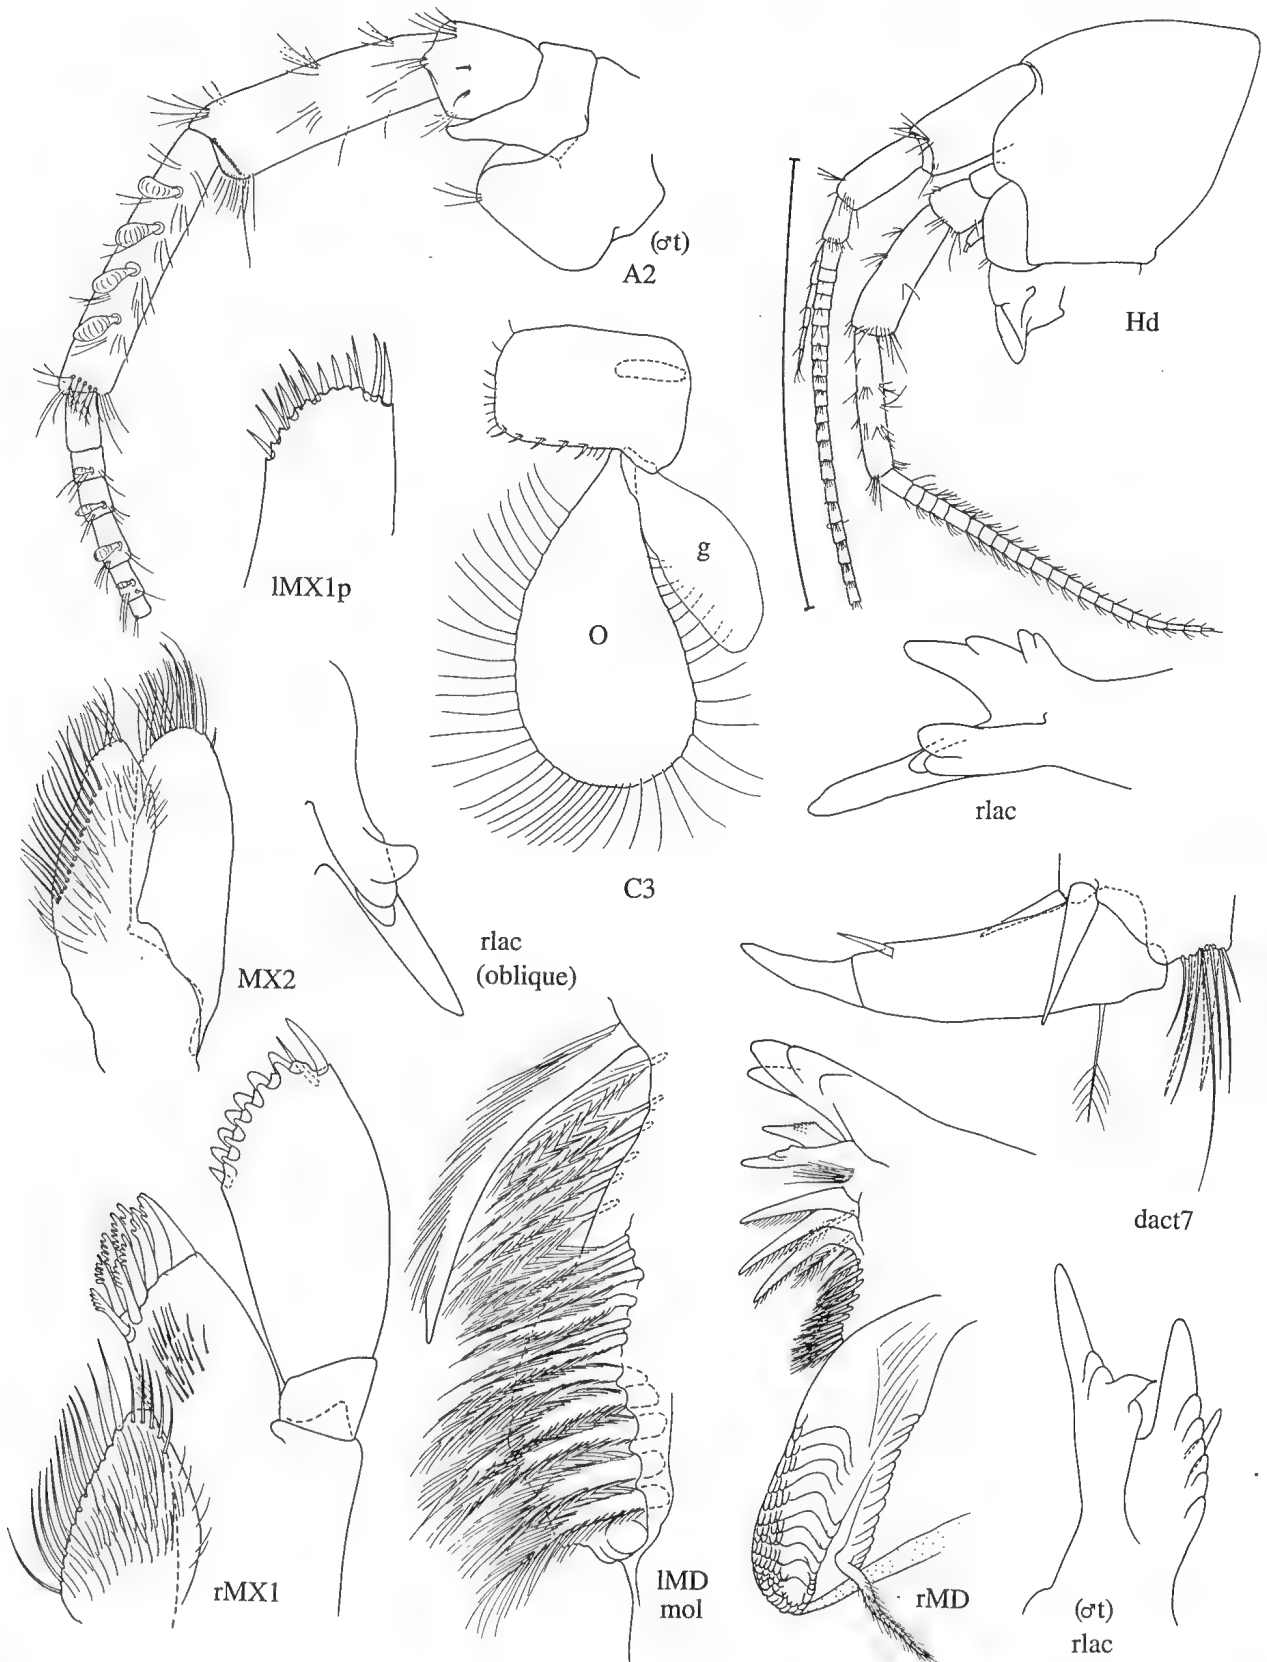 (♂t)
A2
Hd
lMX1p
g
O
rlac
C3
rlac
(oblique)
MX2
dact7
rMX1
lMD
mol
rMD
(♂t)
rlac